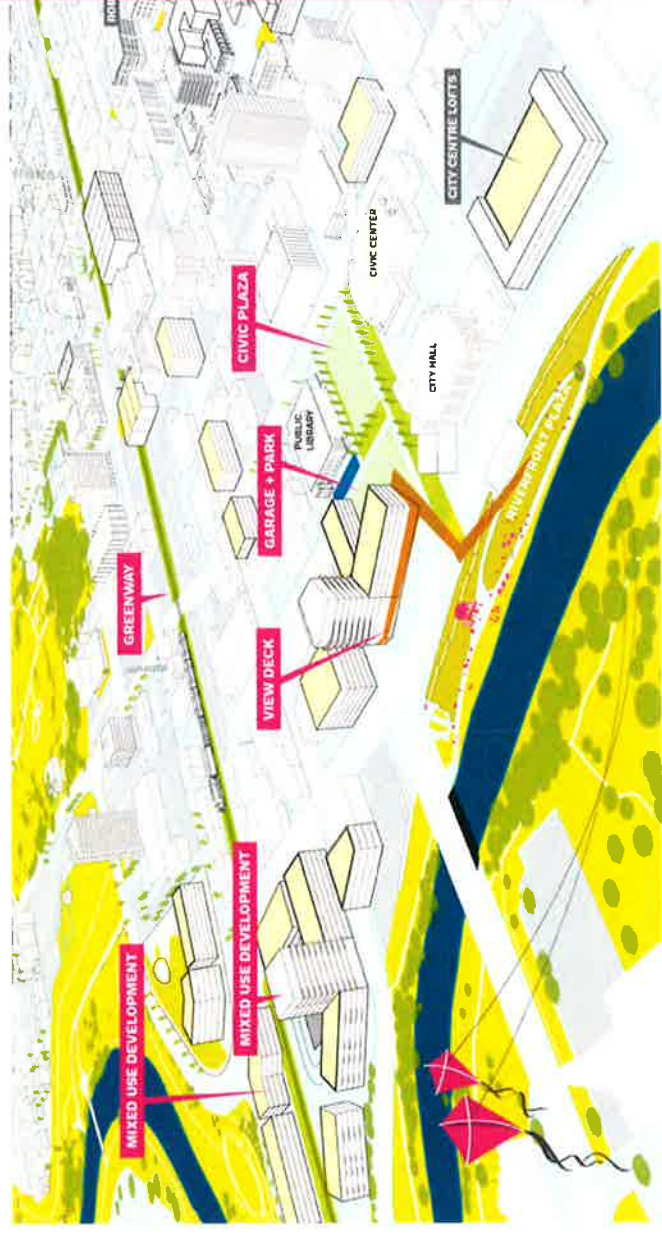 MIXED USE DEVELOPMENT
GREENWAY
MIXED USE DEVELOPMENT
VIEW DECK
GARAGE + PARK
CIVIC PLAZA
PUBLIC
LIBRARY
CIVIC CENTER
CITY HALL
CITY CENTRE LOFTS
RIVERFRONT PLAZA